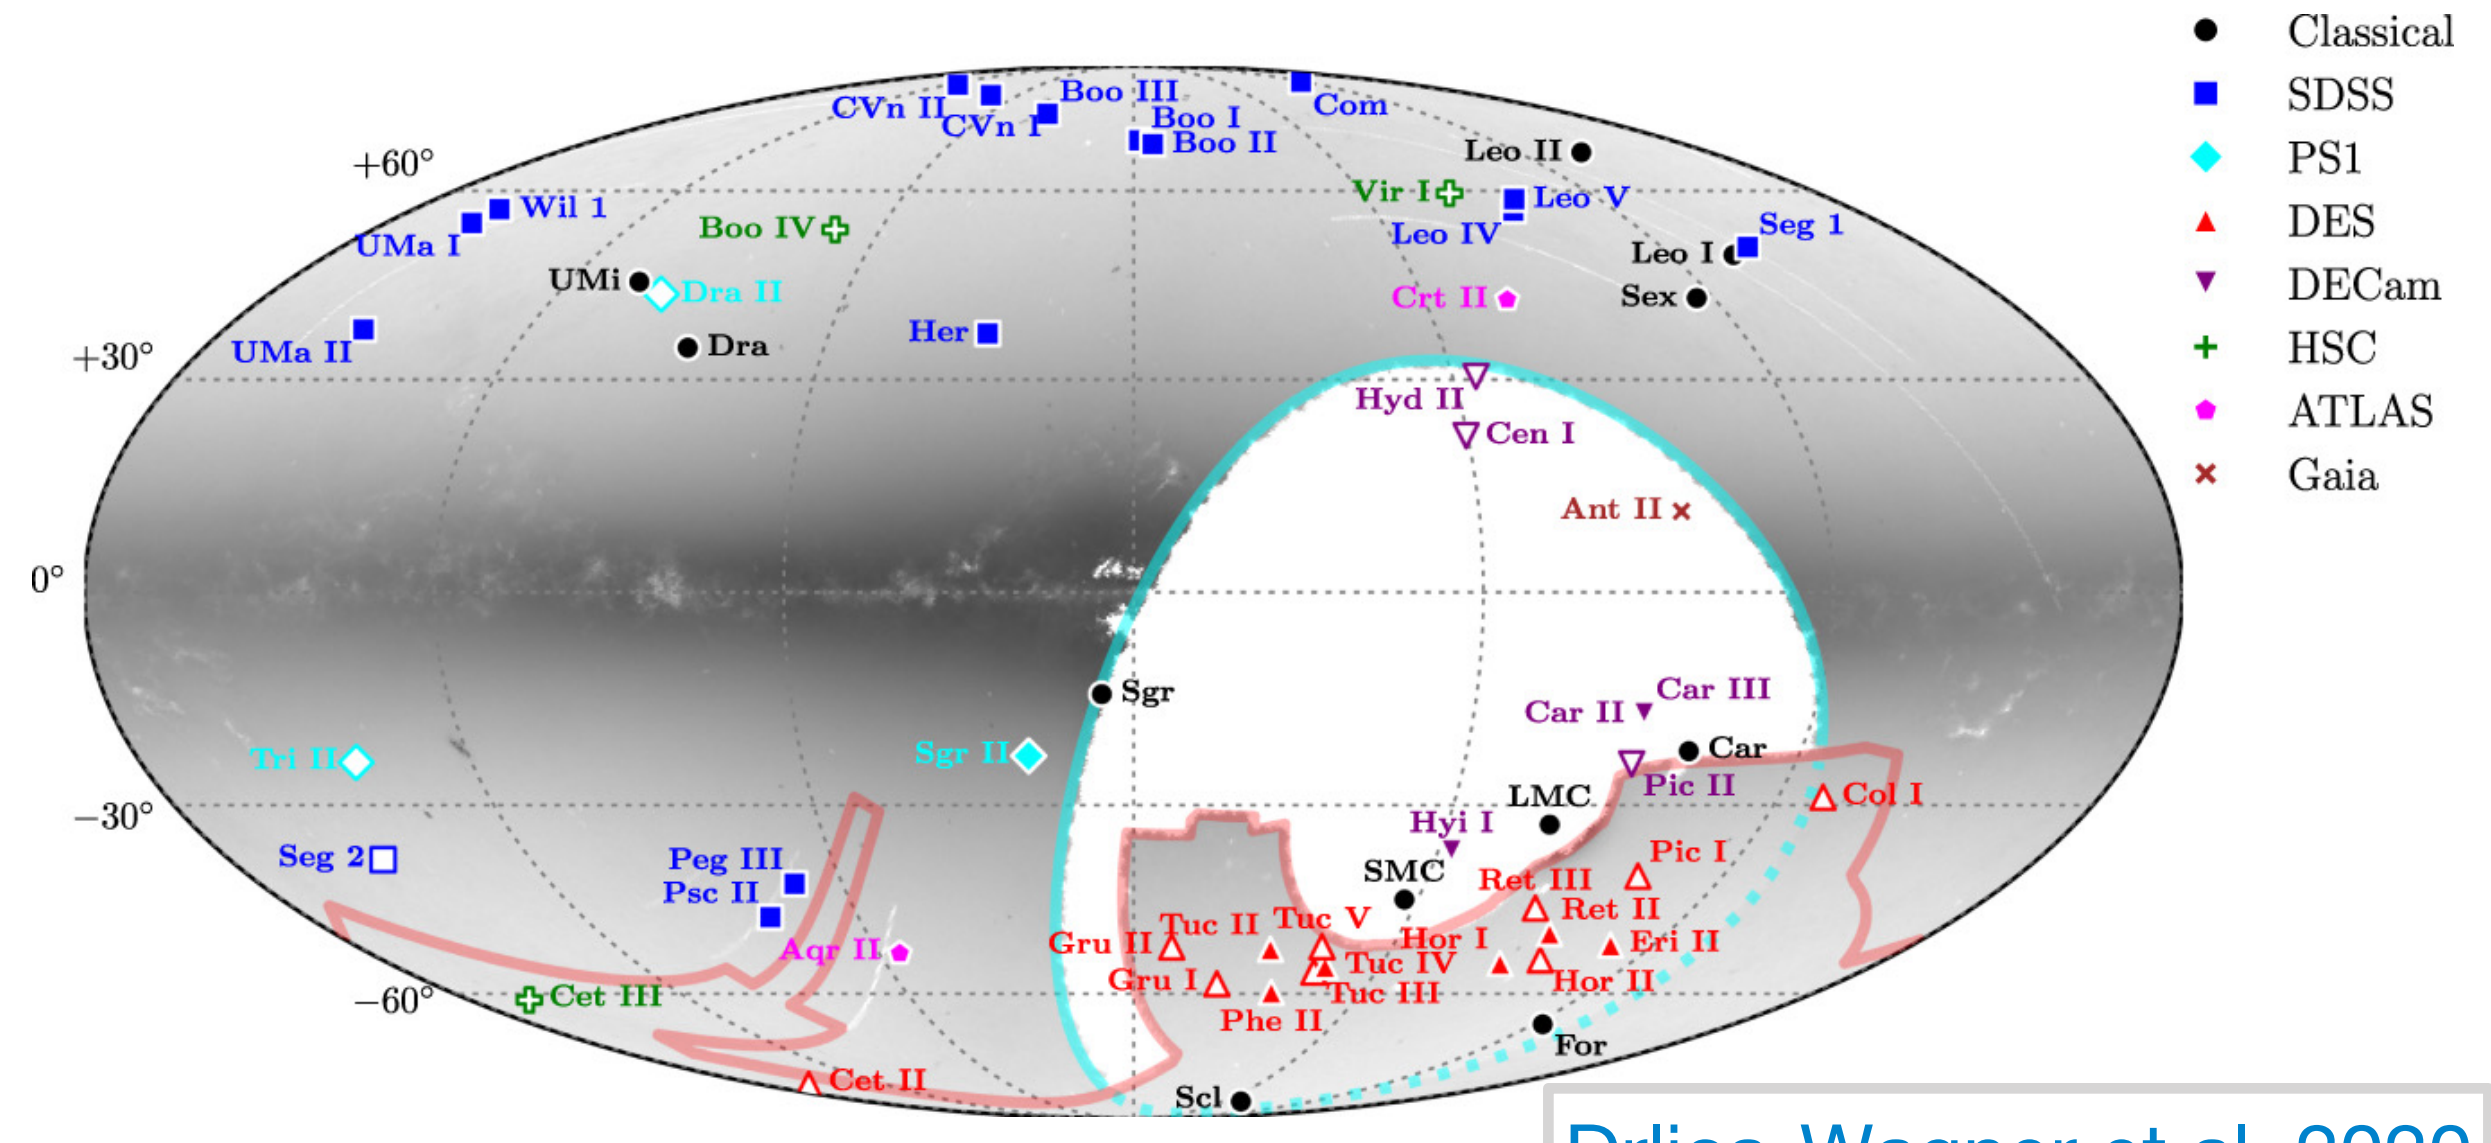 Classical
SDSS
PS1
DES
DECam
HSC
ATLAS
Gaia
+60°
+30°
0°
−30°
−60°
CVn II
CVn I
Boo III
Boo I
Boo II
Com
Leo II
Vir I
Leo V
Leo IV
Seg 1
Leo I
Sex
Crt II
Wil 1
UMa I
Boo IV
UMi
Dra II
Dra
Her
UMa II
Hyd II
Cen I
Ant II
Sgr
Sgr II
Tri II
Car III
Car II
Car
Pic II
LMC
Col I
Hyi I
SMC
Seg 2
Peg III
Psc II
Aqr II
Pic I
Ret III
Ret II
Tuc II
Tuc V
Gru II
Hor I
Eri II
Tuc IV
Gru I
Tuc III
Hor II
Phe II
Cet III
For
Cet II
Scl
Drlica-Wagner et al. 2020